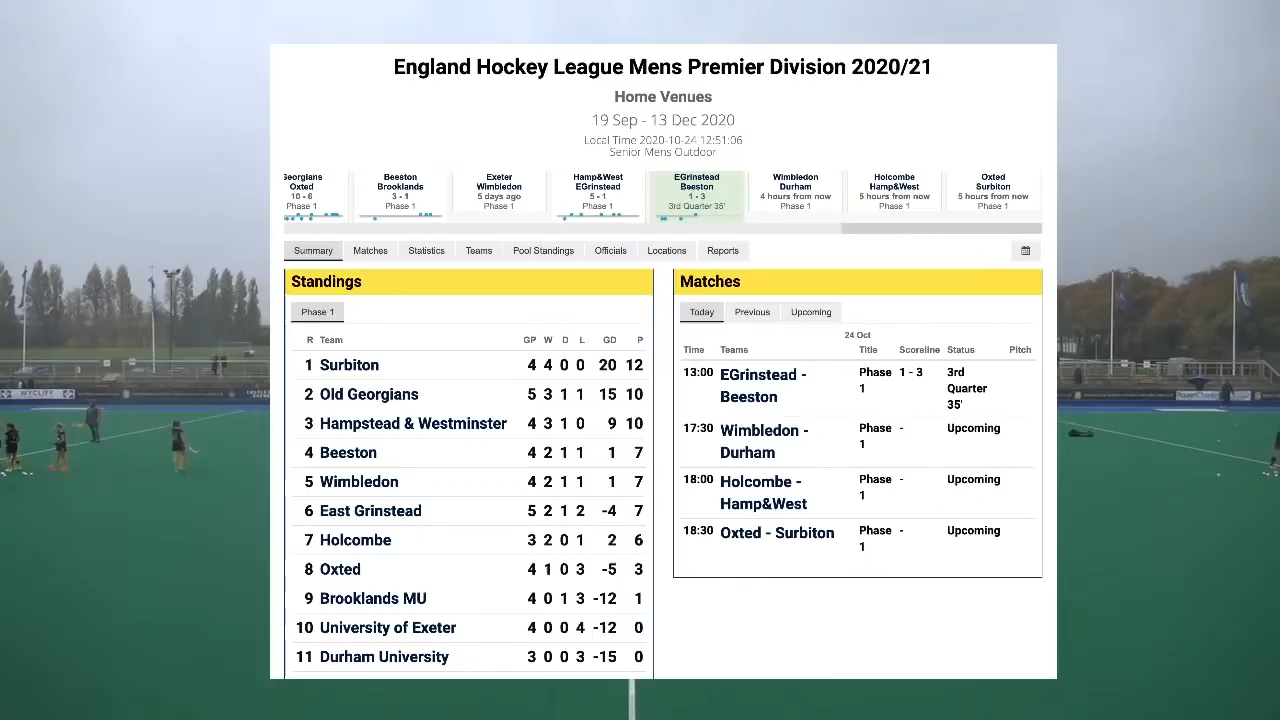 England Hockey League Mens Premier Division 2020/21
Home Venues
19 Sep - 13 Dec 2020
Local Time 2020-10-24 12:51:06
Senior Mens Outdoor
Georgians Beeston Exeter Hamp&West EGrinstead Wimbledon Holcombe Oxted
Oxted Brooklands Wimbledon EGrinstead Beeston Durham Hamp&West Surbiton
10 - 6 3 - 1 5 days ago 5 - 1 1 - 3 4 hours from now 5 hours from now 5 hours from now
Phase 1 Phase 1 Phase 1 Phase 1 3rd Quarter 35' Phase 1 Phase 1 Phase 1
Summary Matches Statistics Teams Pool Standings Officials Locations Reports
Standings
Phase 1
R Team GP W D L GD P
1 Surbiton 4 4 0 0 20 12
2 Old Georgians 5 3 1 1 15 10
3 Hampstead & Westminster 4 3 1 0 9 10
4 Beeston 4 2 1 1 1 7
5 Wimbledon 4 2 1 1 1 7
6 East Grinstead 5 2 1 2 -4 7
7 Holcombe 3 2 0 1 2 6
8 Oxted 4 1 0 3 -5 3
9 Brooklands MU 4 0 1 3 -12 1
10 University of Exeter 4 0 0 4 -12 0
11 Durham University 3 0 0 3 -15 0
Matches
Today Previous Upcoming
24 Oct
Time Teams Title Scoreline Status Pitch
13:00 EGrinstead - Phase 1 - 3 3rd
Beeston 1 Quarter
35'
17:30 Wimbledon - Phase - Upcoming
Durham 1
18:00 Holcombe - Phase - Upcoming
Hamp&West 1
18:30 Oxted - Surbiton Phase - Upcoming
1
WYCLIFF